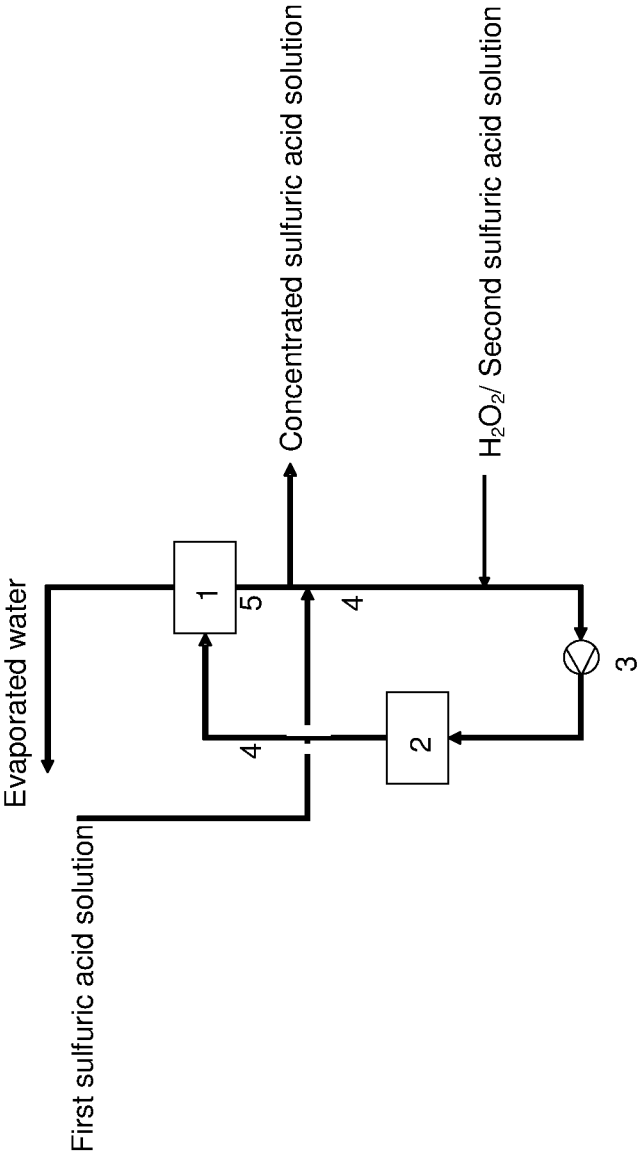 First sulfuric acid solution
Evaporated water
1
5
4
2
4
3
Concentrated sulfuric acid solution
H₂O₂/ Second sulfuric acid solution